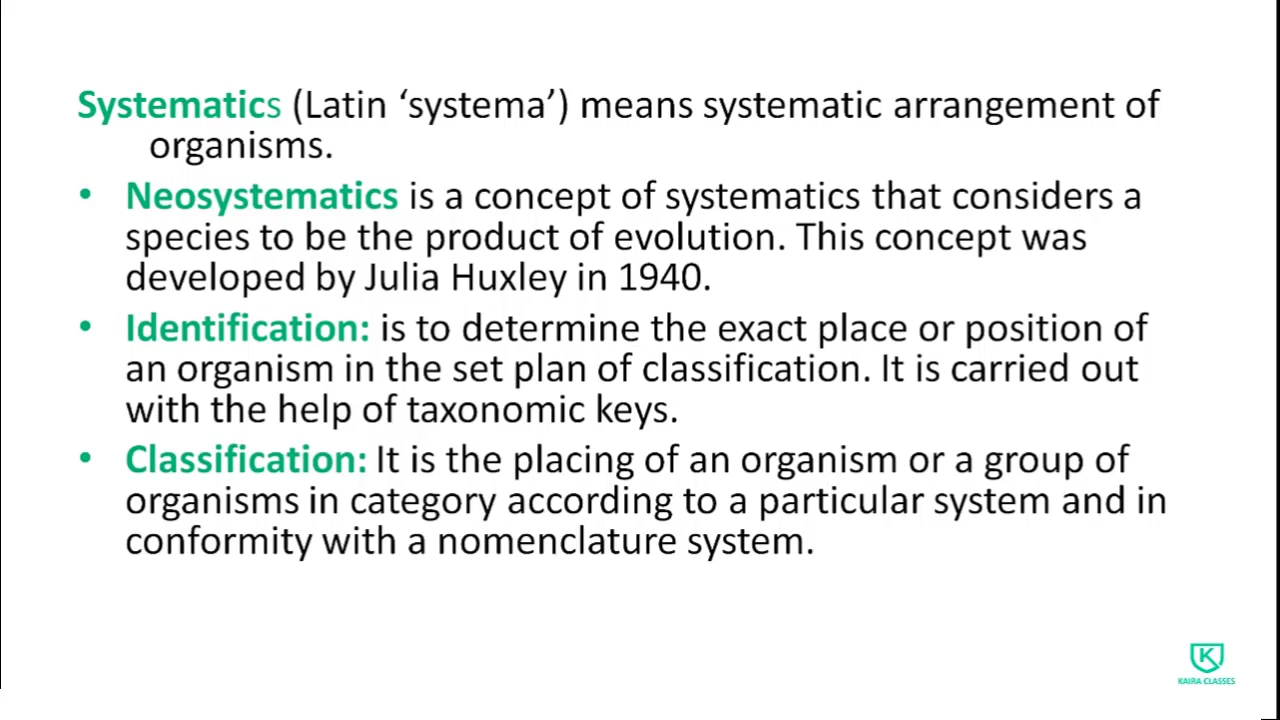 Systematics (Latin ‘systema’) means systematic arrangement of
organisms.
• Neosystematics is a concept of systematics that considers a
species to be the product of evolution. This concept was
developed by Julia Huxley in 1940.
• Identification: is to determine the exact place or position of
an organism in the set plan of classification. It is carried out
with the help of taxonomic keys.
• Classification: It is the placing of an organism or a group of
organisms in category according to a particular system and in
conformity with a nomenclature system.
K
KAIRA CLASSES